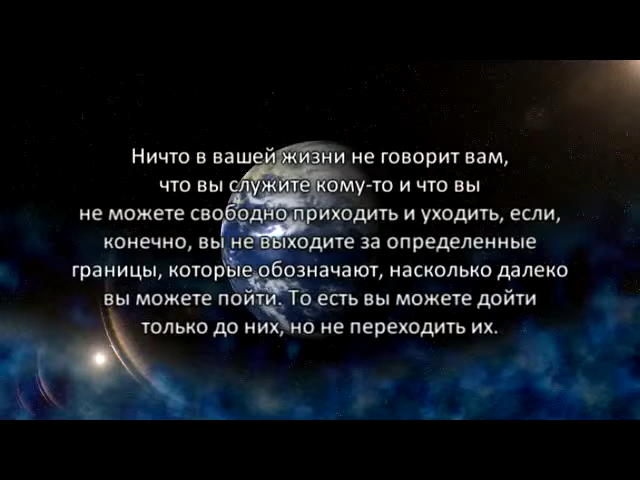 Ничто в вашей жизни не говорит вам,
что вы служите кому-то и что вы
не можете свободно приходить и уходить, если,
конечно, вы не выходите за определенные
границы, которые обозначают, насколько далеко
вы можете пойти. То есть вы можете дойти
только до них, но не переходить их.